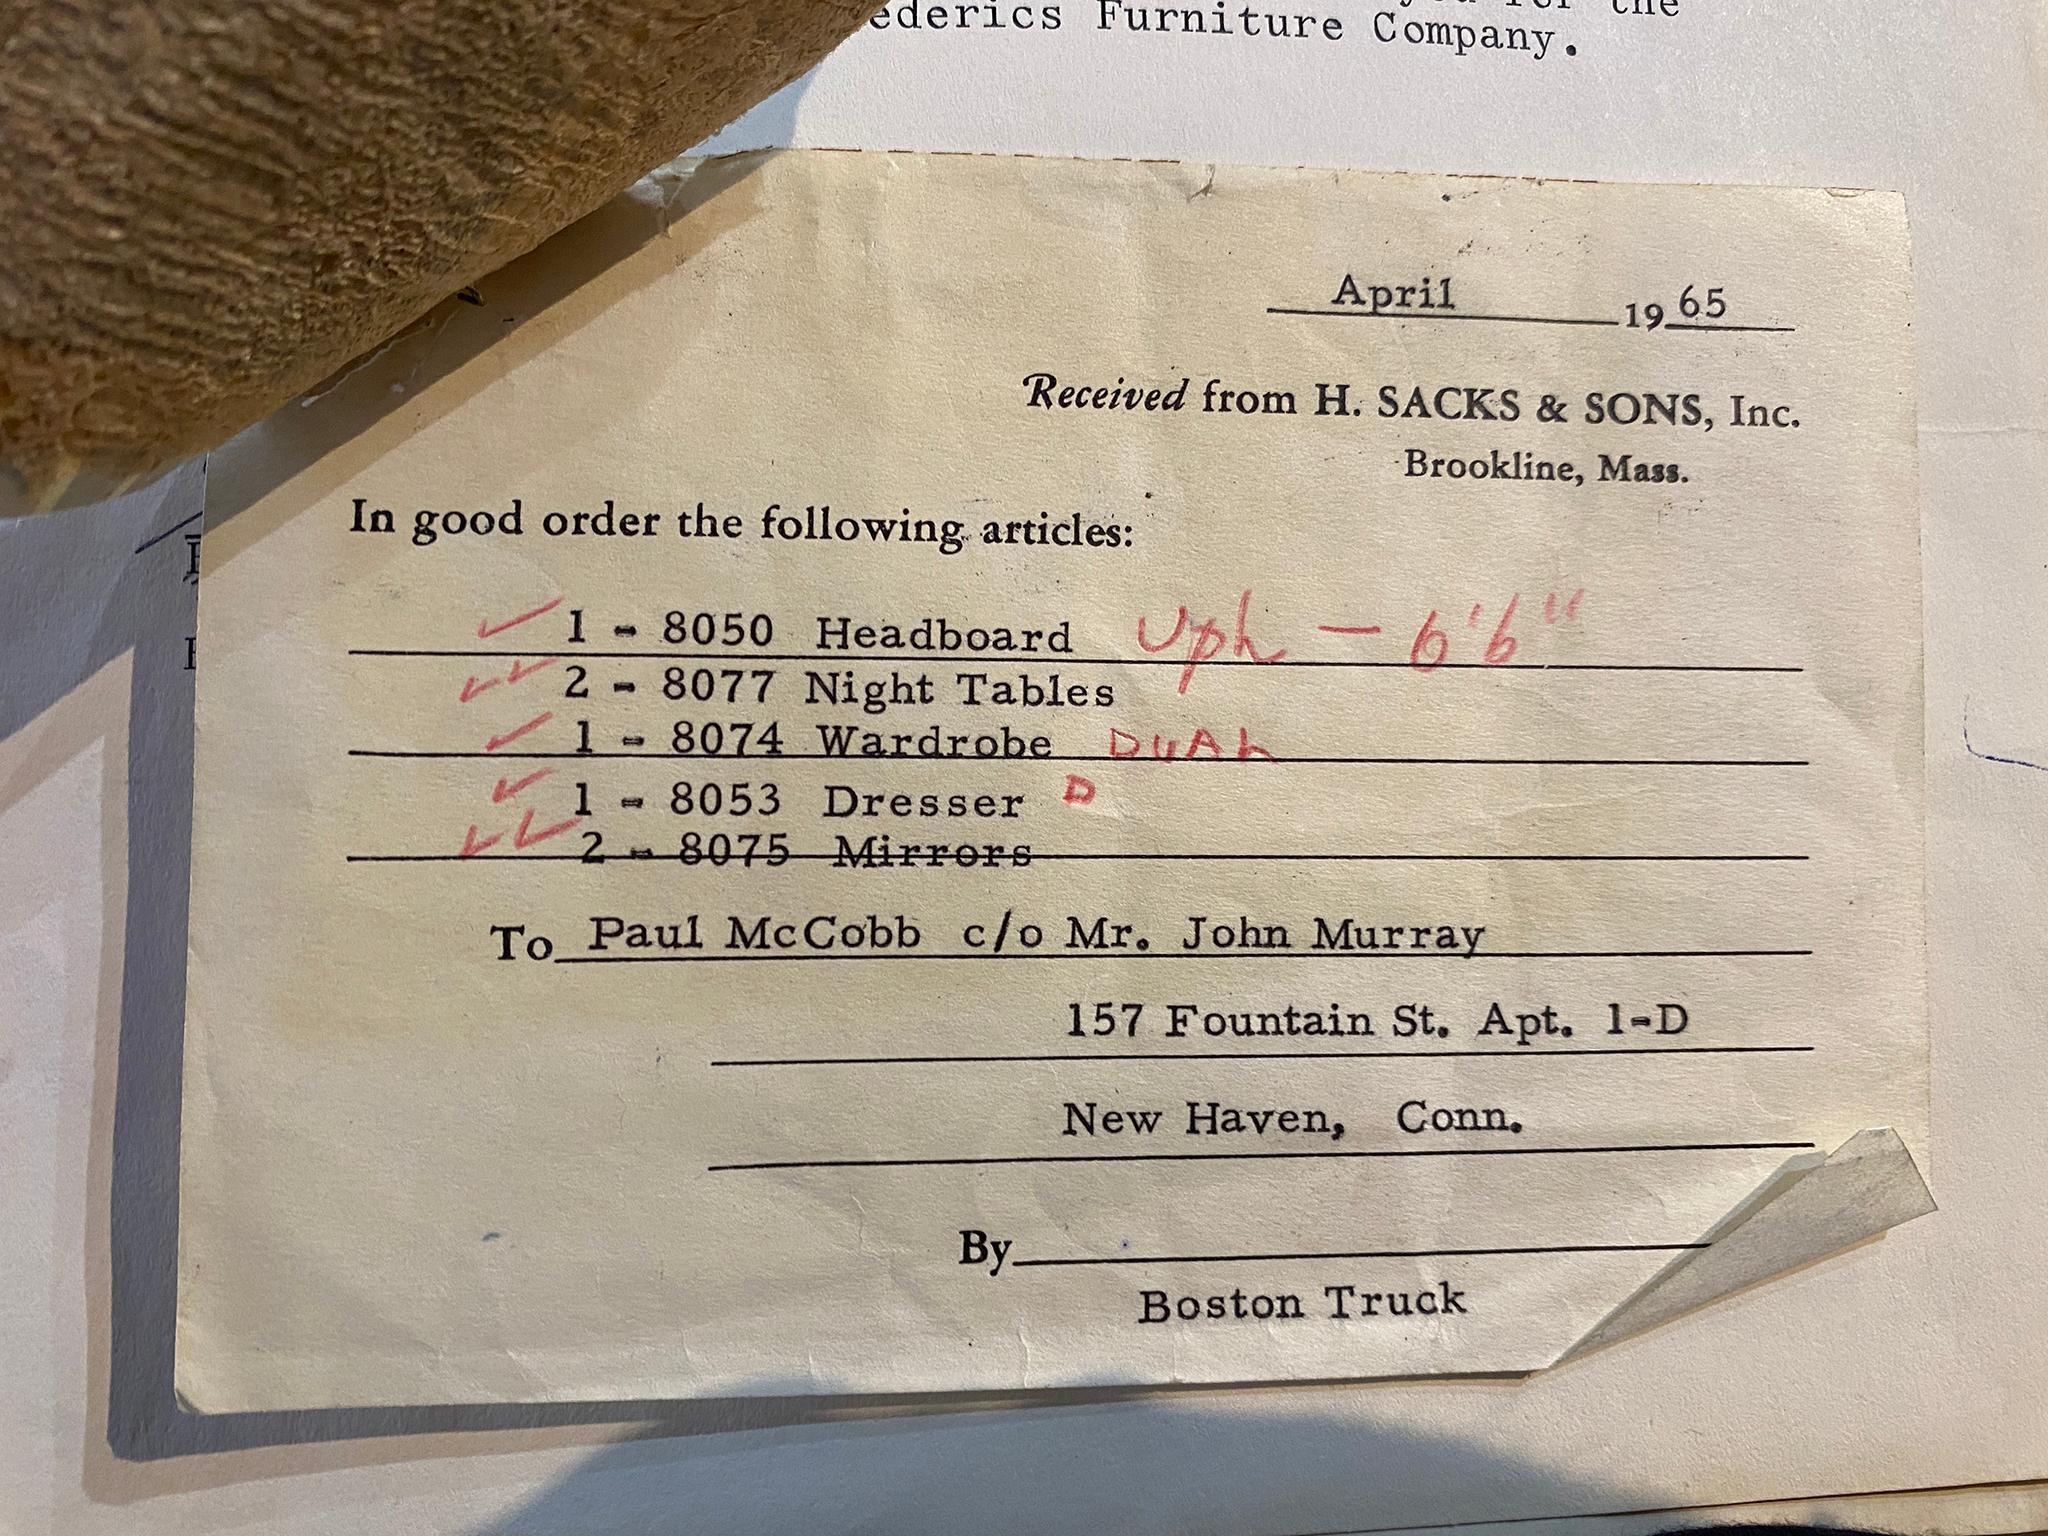 for the
ederics Furniture Company.
April 1965
Received from H. SACKS & SONS, Inc.
Brookline, Mass.
In good order the following articles:
1 - 8050 Headboard Uph - 6'6"
2 - 8077 Night Tables
1 - 8074 Wardrobe DUAL
1 - 8053 Dresser D
2 - 8075 Mirrors
To Paul McCobb c/o Mr. John Murray
157 Fountain St. Apt. 1-D
New Haven, Conn.
By
Boston Truck